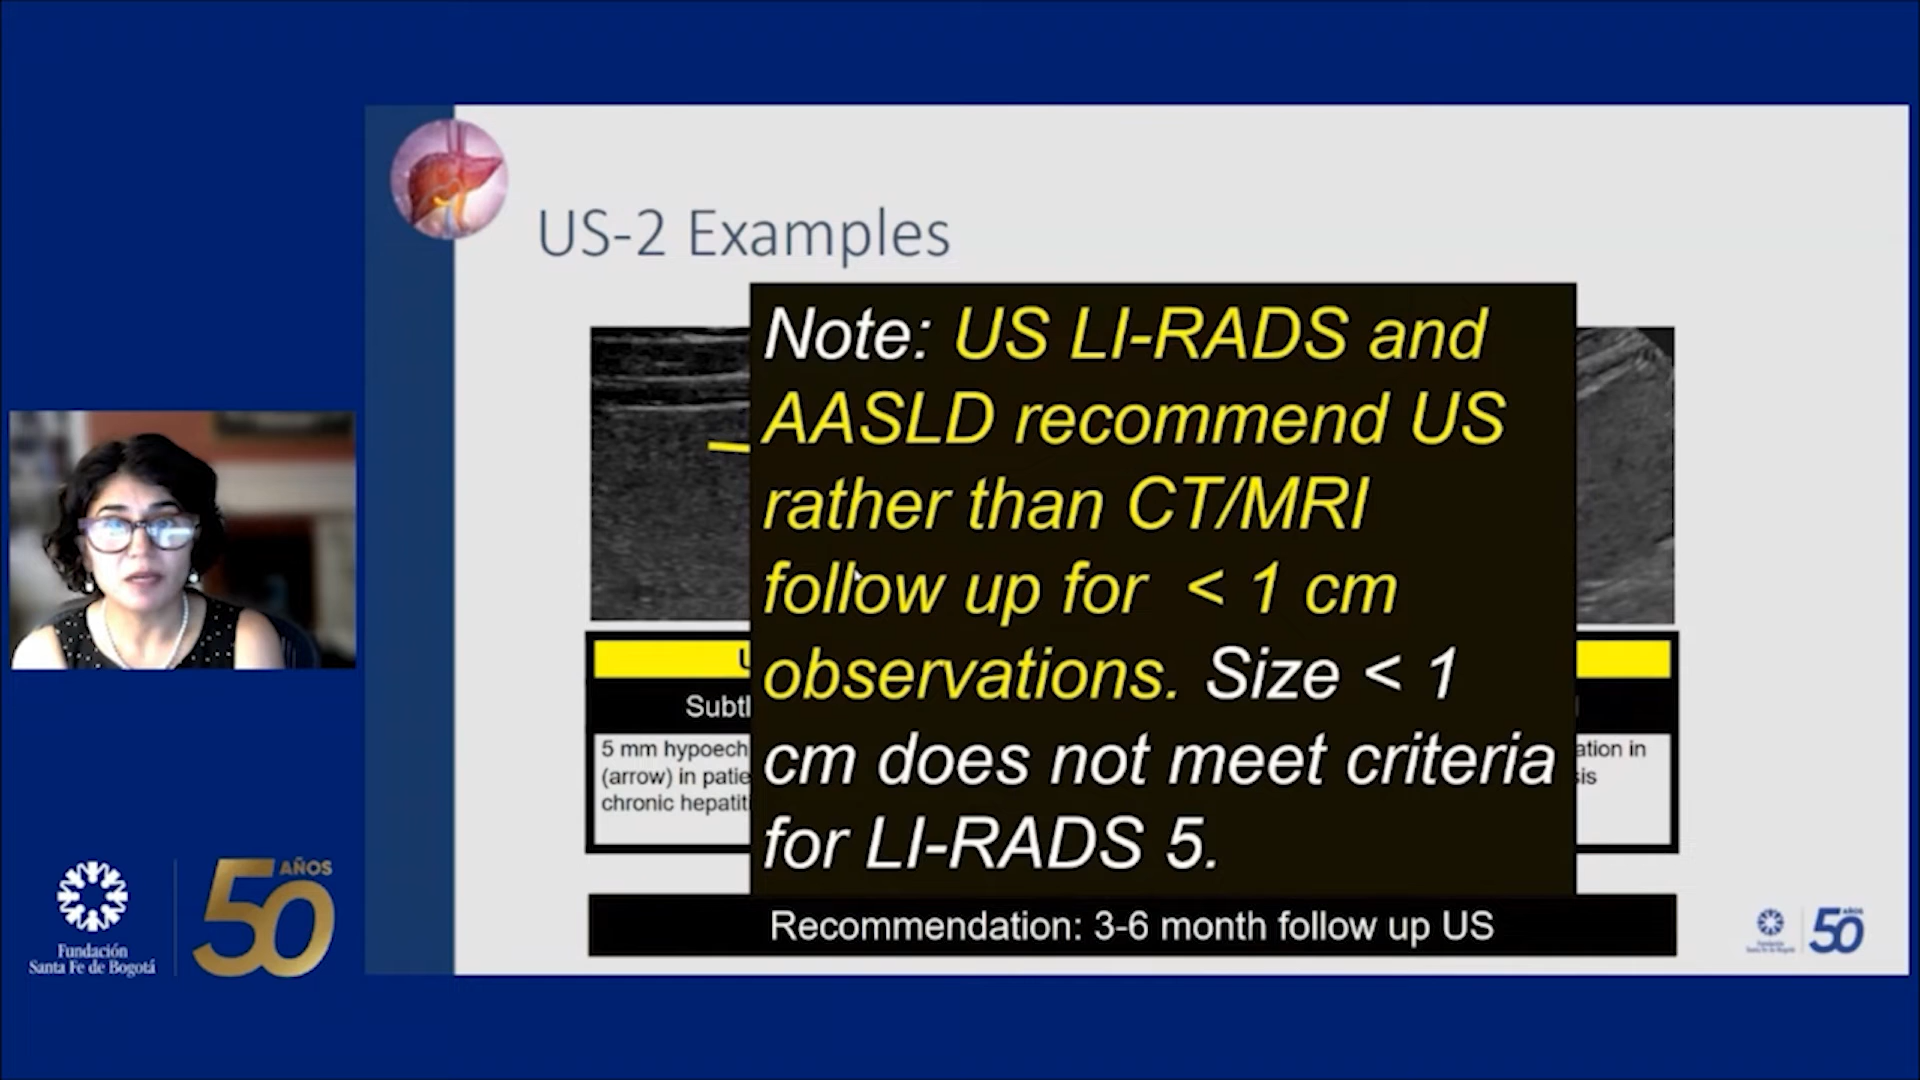 US-2 Examples
Note: US LI-RADS and
AASLD recommend US
rather than CT/MRI
follow up for < 1 cm
observations. Size < 1
cm does not meet criteria
for LI-RADS 5.
5 mm hypoech
(arrow) in patie
chronic hepatit
ation in
Recommendation: 3-6 month follow up US
Fundación
Santa Fe de Bogotá
50 AÑOS
50 AÑOS